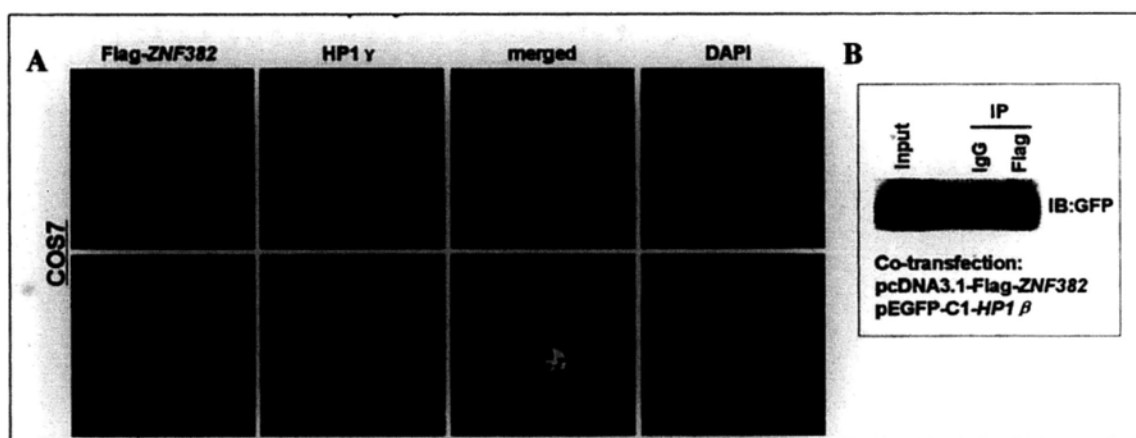 A
Flag-ZNF382 HP1 γ merged DAPI
COS7
B
IP
Input IgG Flag
IB:GFP
Co-transfection:
pcDNA3.1-Flag-ZNF382
pEGFP-C1-HP1 β